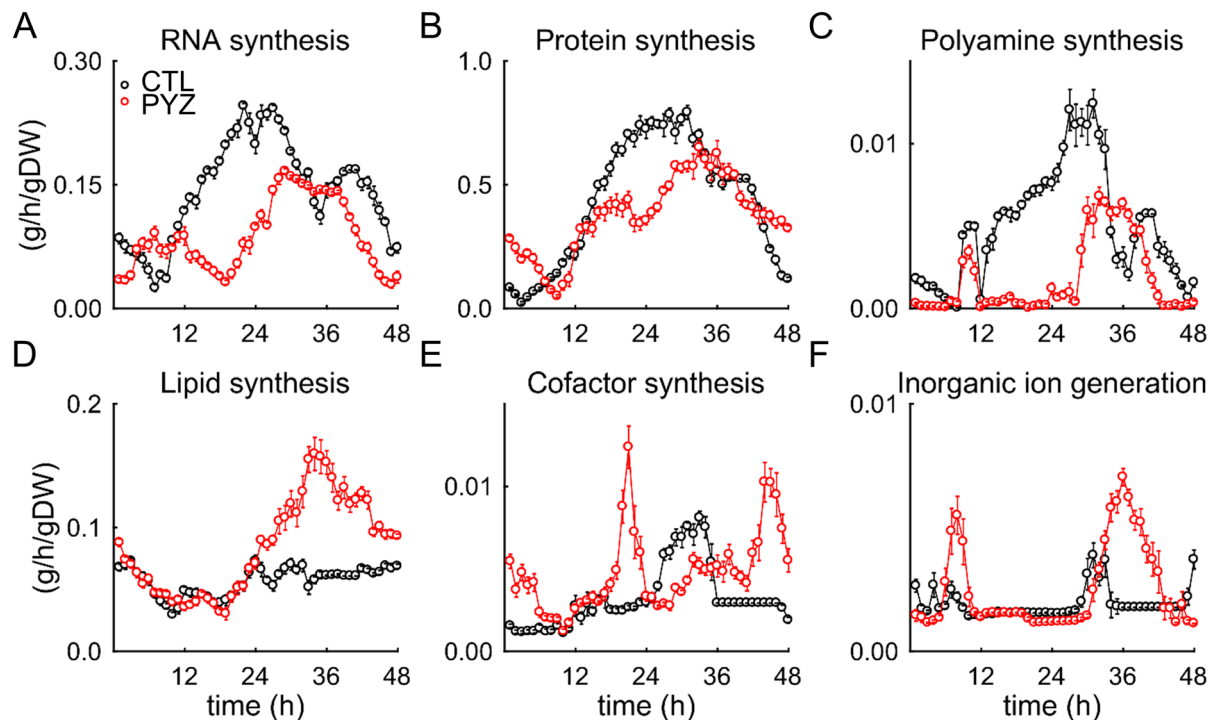 A RNA synthesis
B Protein synthesis
C Polyamine synthesis
(g/h/gDW)
0.30
0.15
0.00
CTL
PYZ
12 24 36 48
1.0
0.5
0.0
12 24 36 48
0.01
0.00
12 24 36 48
D Lipid synthesis
E Cofactor synthesis
F Inorganic ion generation
(g/h/gDW)
0.2
0.1
0.0
12 24 36 48
time (h)
0.01
0.00
12 24 36 48
time (h)
0.01
0.00
12 24 36 48
time (h)